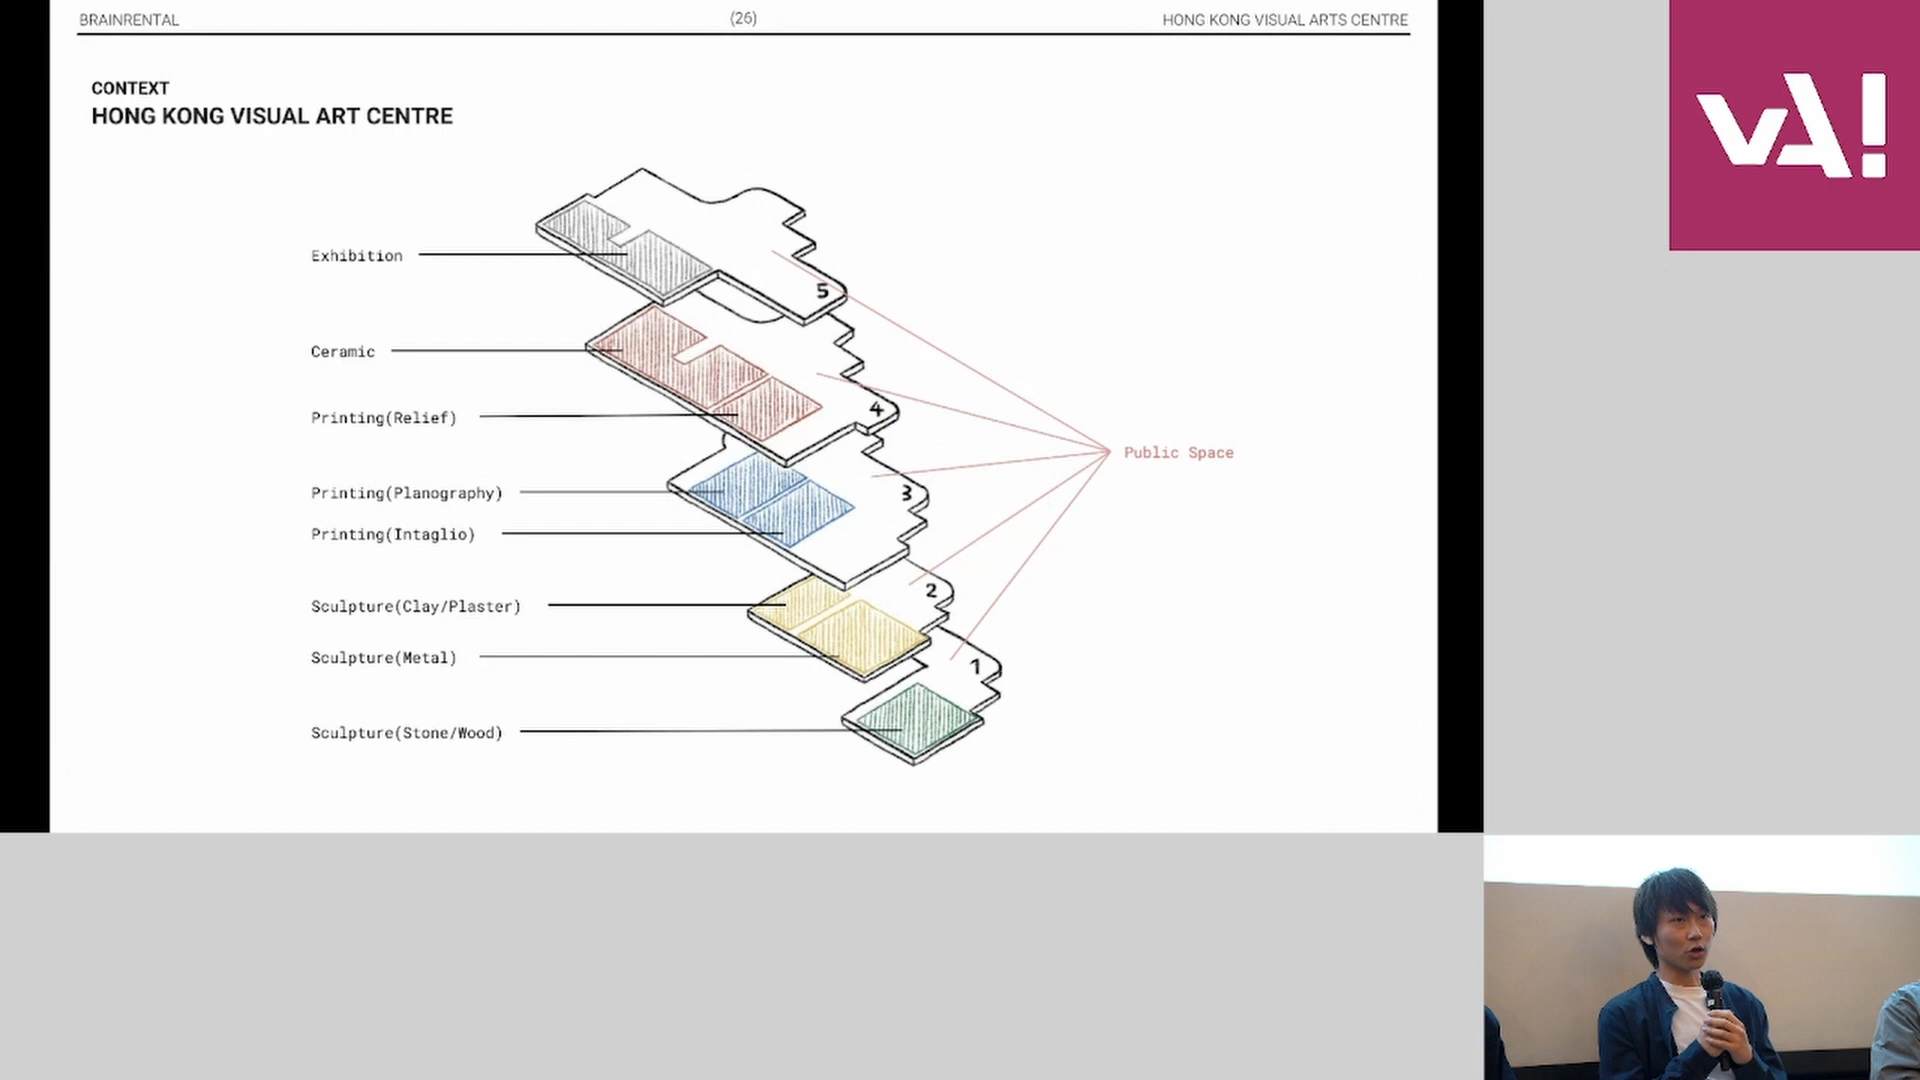 BRAINRENTAL
(26)
HONG KONG VISUAL ARTS CENTRE
CONTEXT
HONG KONG VISUAL ART CENTRE
Exhibition
5
Ceramic
4
Printing(Relief)
Public Space
Printing(Planography)
3
Printing(Intaglio)
Sculpture(Clay/Plaster)
2
Sculpture(Metal)
1
Sculpture(Stone/Wood)
vA!